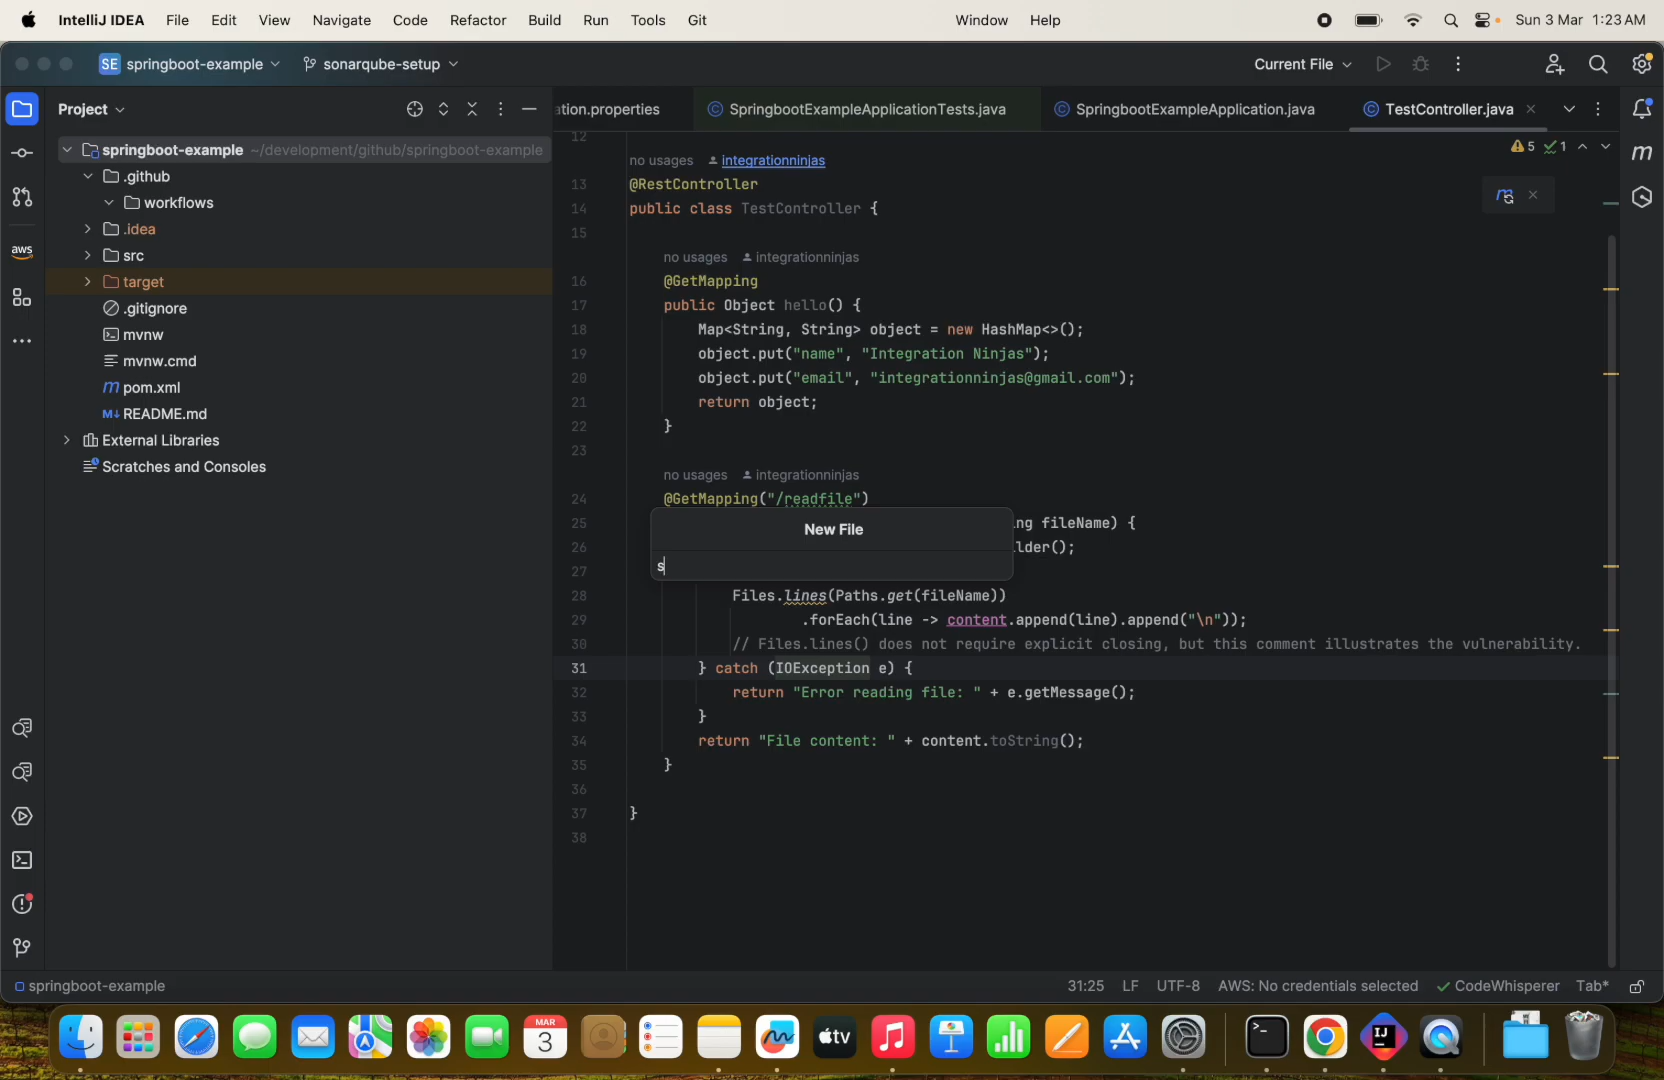 IntelliJ IDEA File Edit View Navigate Code Refactor Build Run Tools Git Window Help Sun 3 Mar 1:23 AM
SE springboot-example sonarqube-setup Current File
Project
ation.properties SpringbootExampleApplicationTests.java SpringbootExampleApplication.java TestController.java
springboot-example ~/development/github/springboot-example
.github
workflows
.idea
src
target
.gitignore
mvnw
mvnw.cmd
pom.xml
README.md
External Libraries
Scratches and Consoles
aws
5 1
12
no usages integrationninjas
13 @RestController
14 public class TestController {
15
no usages integrationninjas
16 @GetMapping
17 public Object hello() {
18 Map<String, String> object = new HashMap<>();
19 object.put("name", "Integration Ninjas");
20 object.put("email", "integrationninjas@gmail.com");
21 return object;
22 }
23
no usages integrationninjas
24 @GetMapping("/readfile")
25 ng fileName) {
26 lder();
27
New File
s
28 Files.lines(Paths.get(fileName))
29 .forEach(line -> content.append(line).append("\n"));
30 // Files.lines() does not require explicit closing, but this comment illustrates the vulnerability.
31 } catch (IOException e) {
32 return "Error reading file: " + e.getMessage();
33 }
34 return "File content: " + content.toString();
35 }
36
37 }
38
springboot-example 31:25 LF UTF-8 AWS: No credentials selected CodeWhisperer Tab*
MAR
3
tv
IJ